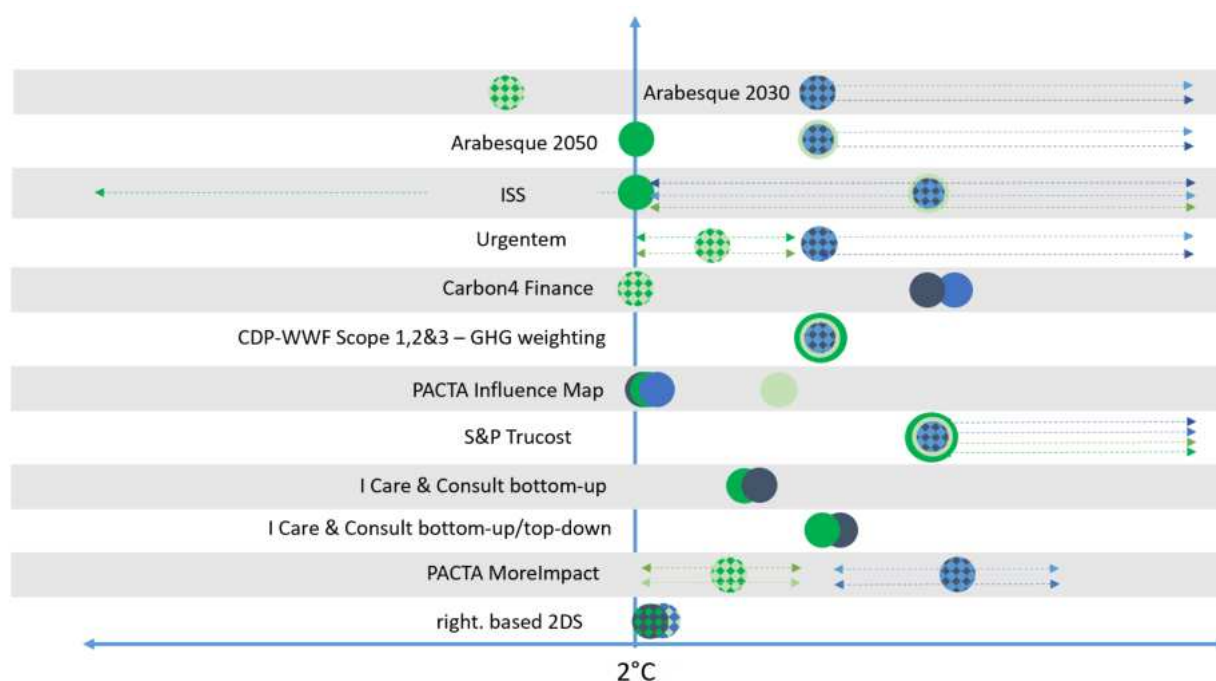 Arabesque 2030
Arabesque 2050
ISS
Urgentem
Carbon4 Finance
CDP-WWF Scope 1,2&3 – GHG weighting
PACTA Influence Map
S&P Trucost
I Care & Consult bottom-up
I Care & Consult bottom-up/top-down
PACTA MoreImpact
right. based 2DS
2°C